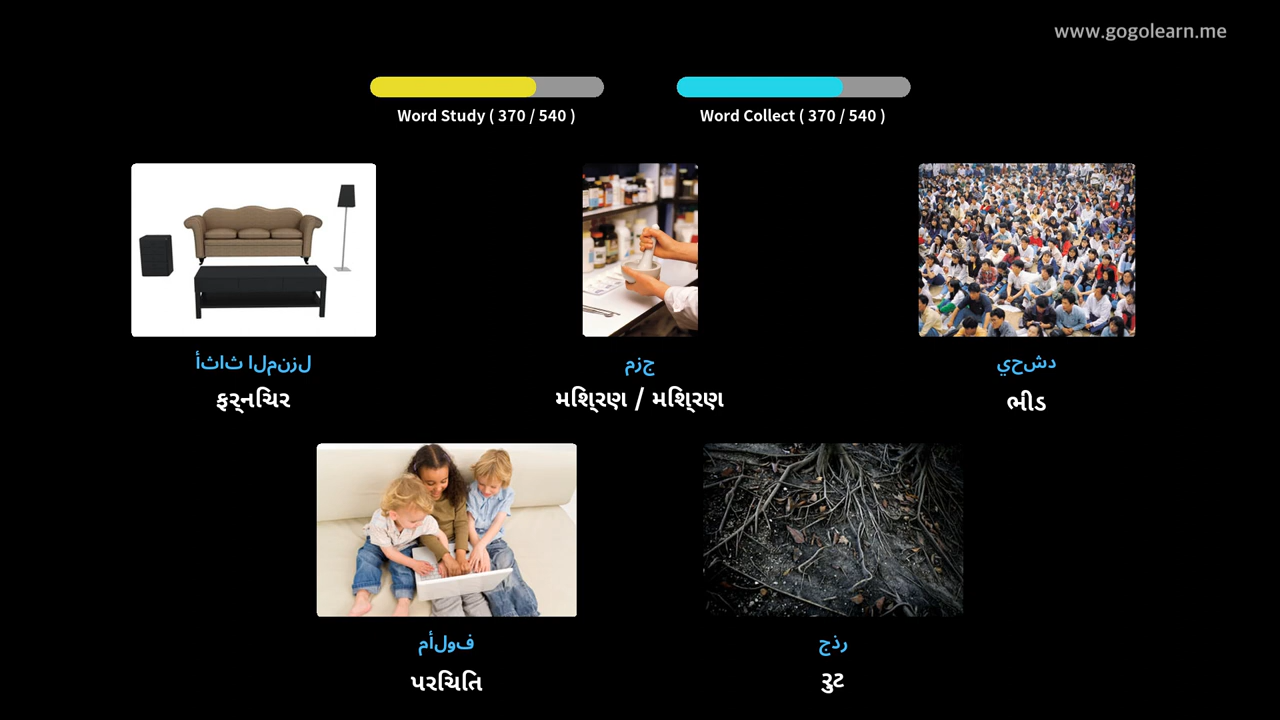 www.gogolearn.me
Word Study ( 370 / 540 )
Word Collect ( 370 / 540 )
أثاث المنزل
مزج
يحشد
ફર્નિચર
મિશ્રણ / મિશ્રણ
ભીડ
مألوف
جذر
પરિચિત
રુટ